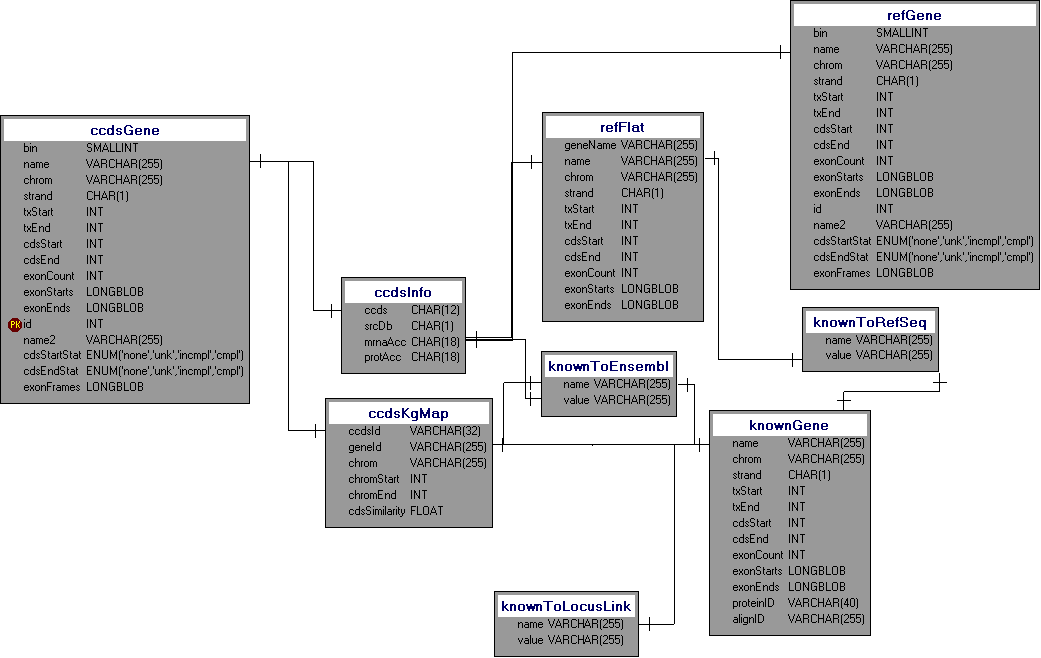 refGene
bin SMALLINT
name VARCHAR(255)
chrom VARCHAR(255)
strand CHAR(1)
txStart INT
txEnd INT
cdsStart INT
cdsEnd INT
exonCount INT
exonStarts LONGBLOB
exonEnds LONGBLOB
id INT
name2 VARCHAR(255)
cdsStartStat ENUM('none','unk','incmpl','cmpl')
cdsEndStat ENUM('none','unk','incmpl','cmpl')
exonFrames LONGBLOB
ccdsGene
bin SMALLINT
name VARCHAR(255)
chrom VARCHAR(255)
strand CHAR(1)
txStart INT
txEnd INT
cdsStart INT
cdsEnd INT
exonCount INT
exonStarts LONGBLOB
exonEnds LONGBLOB
Pk id INT
name2 VARCHAR(255)
cdsStartStat ENUM('none','unk','incmpl','cmpl')
cdsEndStat ENUM('none','unk','incmpl','cmpl')
exonFrames LONGBLOB
refFlat
geneName VARCHAR(255)
name VARCHAR(255)
chrom VARCHAR(255)
strand CHAR(1)
txStart INT
txEnd INT
cdsStart INT
cdsEnd INT
exonCount INT
exonStarts LONGBLOB
exonEnds LONGBLOB
ccdsInfo
ccds CHAR(12)
srcDb CHAR(1)
mrnaAcc CHAR(18)
protAcc CHAR(18)
knownToRefSeq
name VARCHAR(255)
value VARCHAR(255)
knownToEnsembl
name VARCHAR(255)
value VARCHAR(255)
ccdsKgMap
ccdsId VARCHAR(32)
geneId VARCHAR(255)
chrom VARCHAR(255)
chromStart INT
chromEnd INT
cdsSimilarity FLOAT
knownGene
name VARCHAR(255)
chrom VARCHAR(255)
strand CHAR(1)
txStart INT
txEnd INT
cdsStart INT
cdsEnd INT
exonCount INT
exonStarts LONGBLOB
exonEnds LONGBLOB
proteinID VARCHAR(40)
alignID VARCHAR(255)
knownToLocusLink
name VARCHAR(255)
value VARCHAR(255)